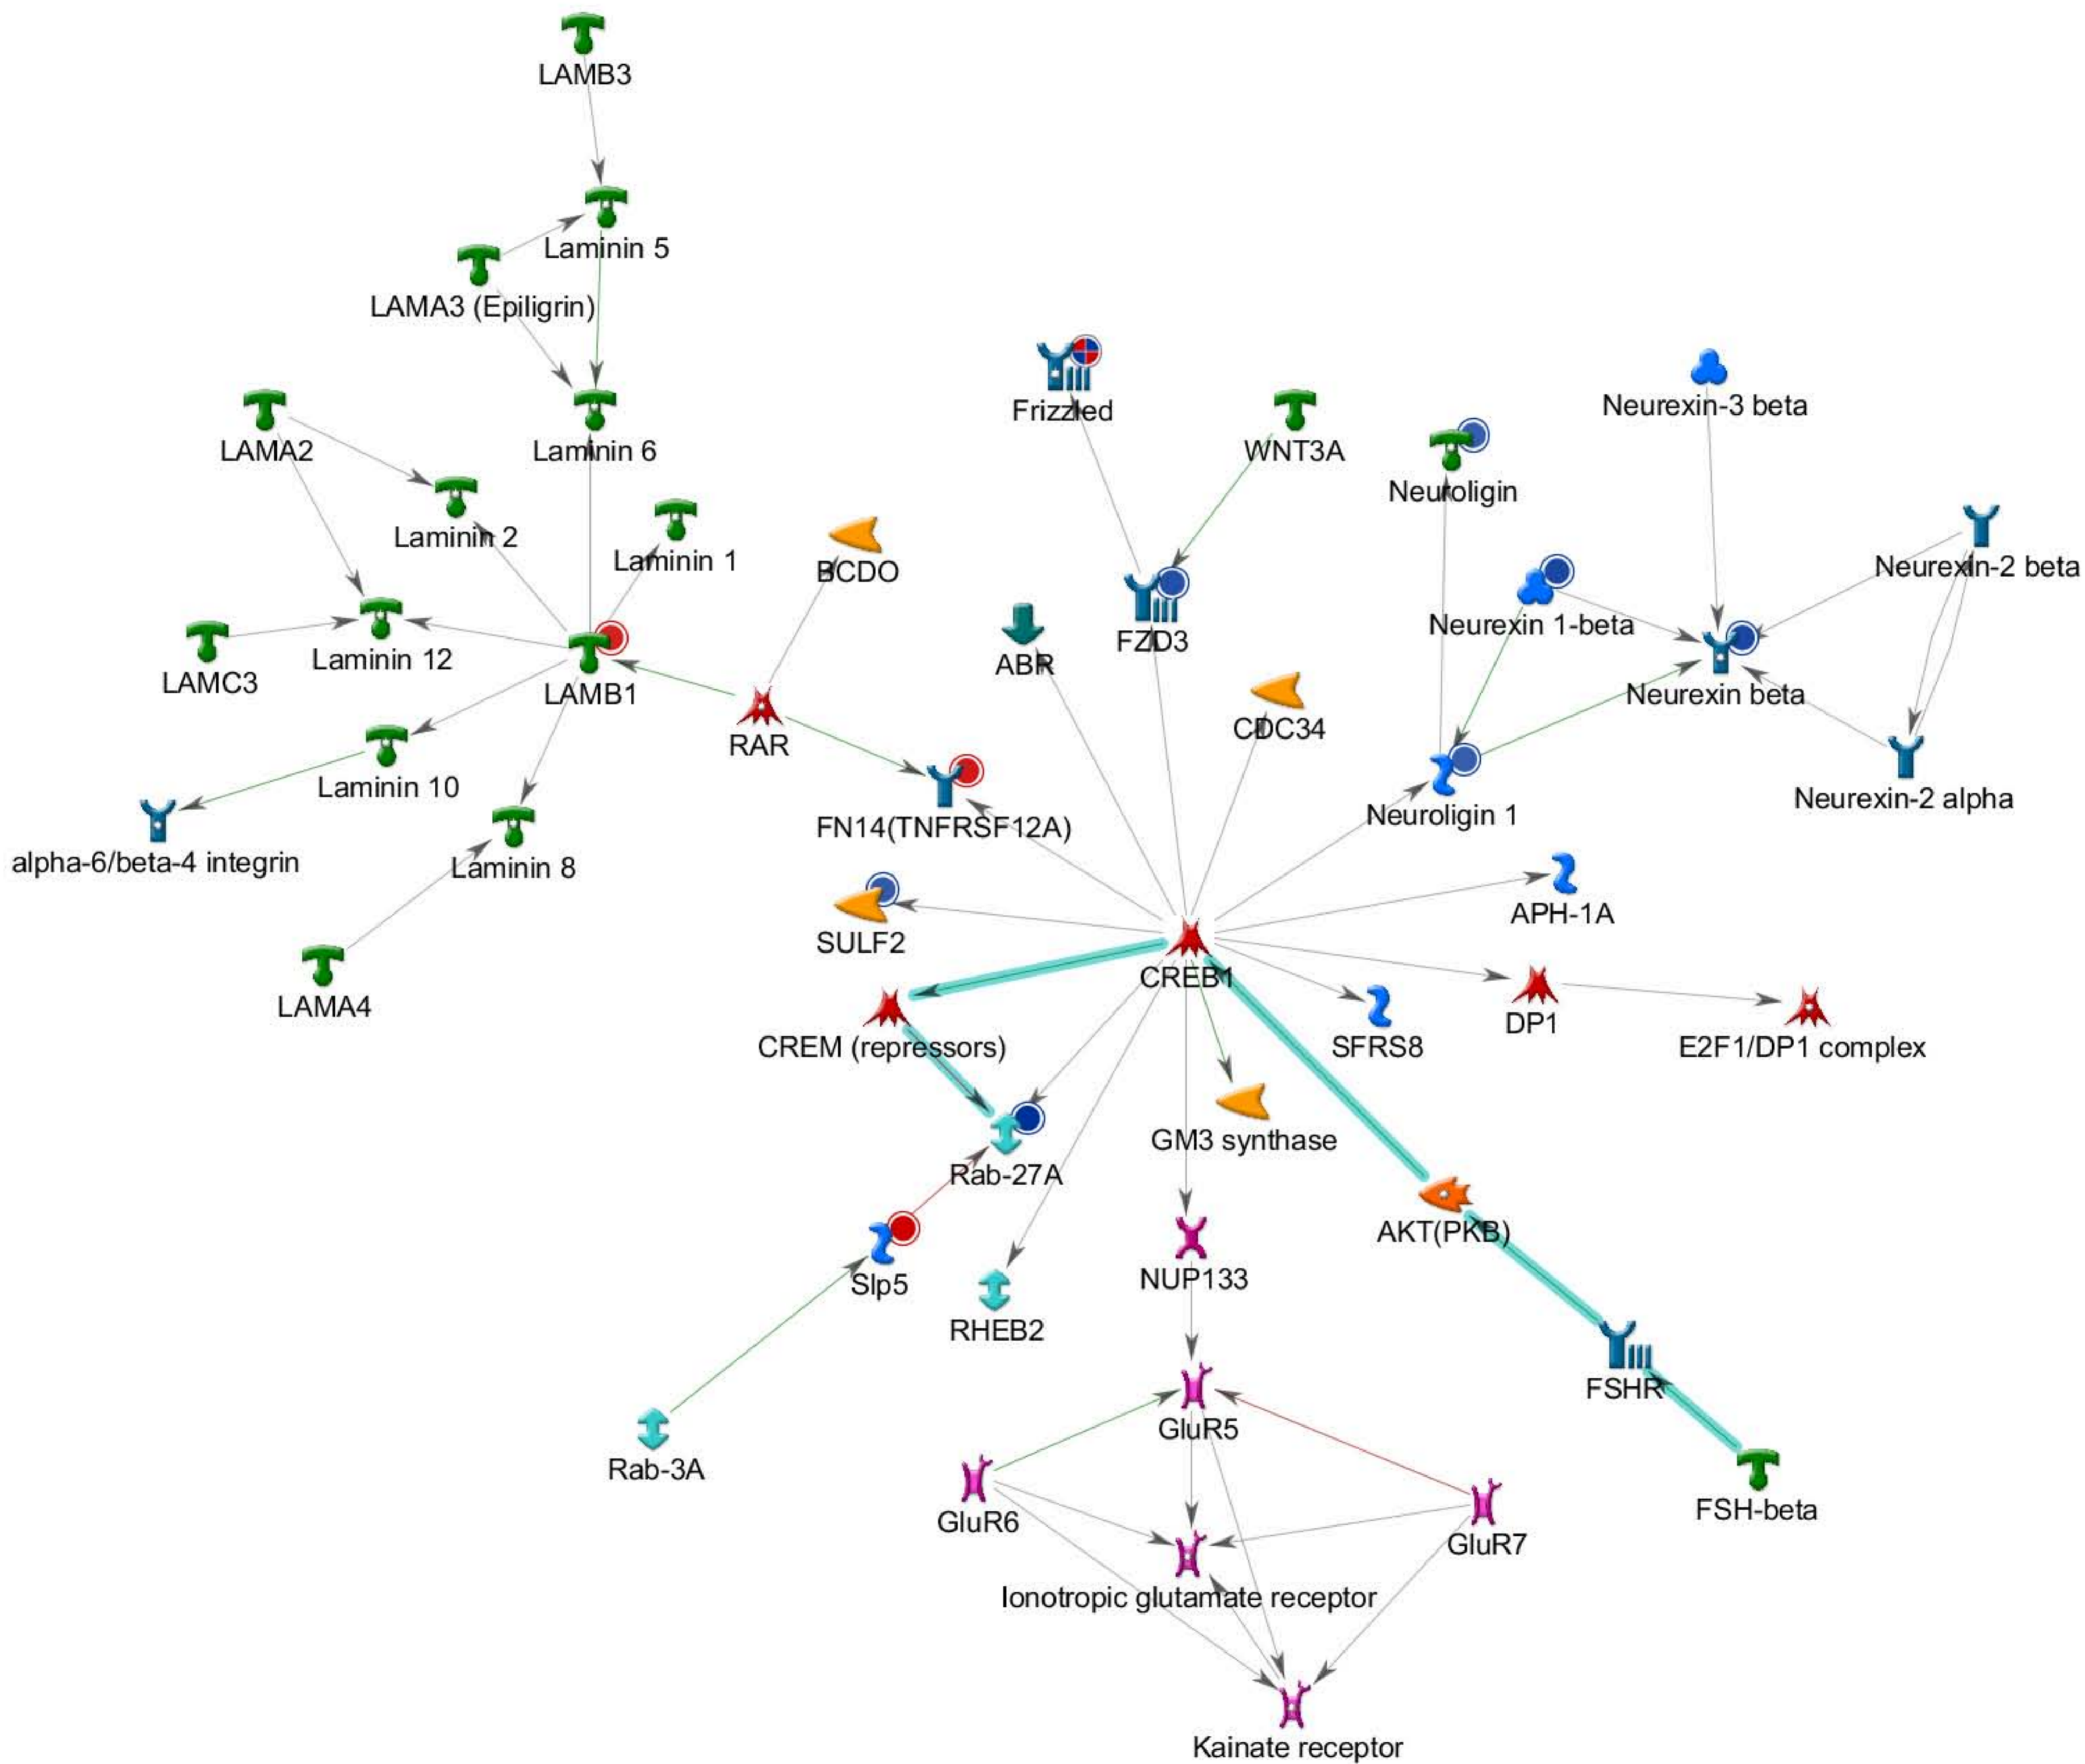 LAMB3
Laminin 5
LAMA3 (Epiligrin)
Frizzled
Neurexin-3 beta
LAMA2
Laminin 6
WNT3A
Neuroligin
Laminin 2
Laminin 1
BCDO
Neurexin-2 beta
Neurexin 1-beta
FZD3
Laminin 12
ABR
LAMC3
LAMB1
Neurexin beta
CDC34
RAR
Laminin 10
Neuroligin 1
Neurexin-2 alpha
FN14(TNFRSF12A)
alpha-6/beta-4 integrin
Laminin 8
APH-1A
SULF2
CREB1
LAMA4
DP1
CREM (repressors)
SFRS8
E2F1/DP1 complex
GM3 synthase
Rab-27A
AKT(PKB)
Slp5
NUP133
RHEB2
FSHR
GluR5
Rab-3A
FSH-beta
GluR6
GluR7
Ionotropic glutamate receptor
Kainate receptor